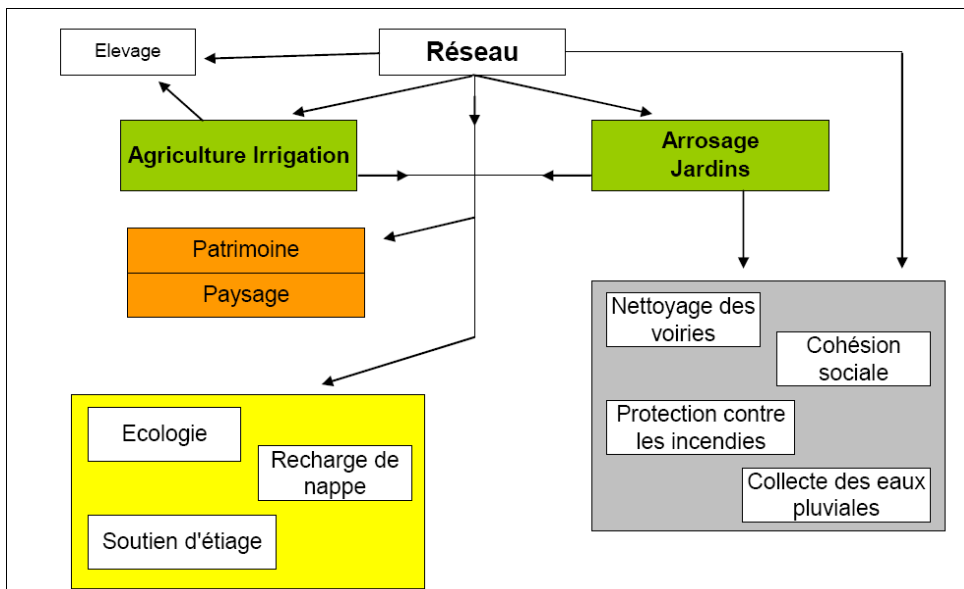 Elevage
Réseau
Agriculture Irrigation
Arrosage
Jardins
Patrimoine
Paysage
Nettoyage des
voiries
Cohésion
sociale
Protection contre
les incendies
Collecte des eaux
pluviales
Ecologie
Recharge de
nappe
Soutien d'étiage